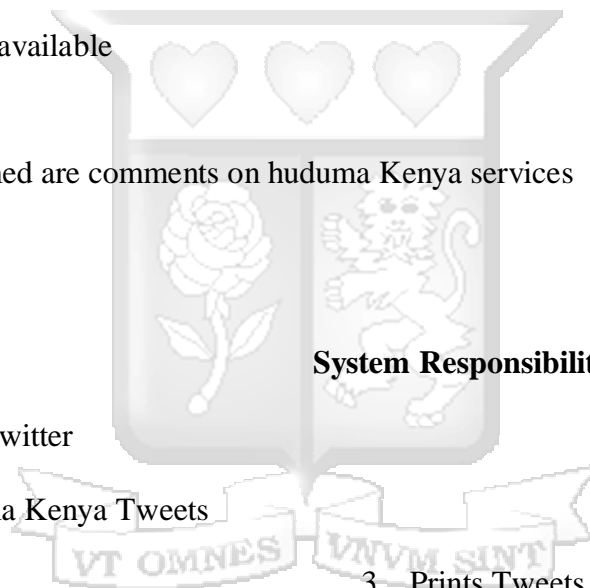 available
ned are comments on huduma Kenya services
System Responsibilit
witter
a Kenya Tweets
VT OMNES VNVM SINT
3 Prints Tweets